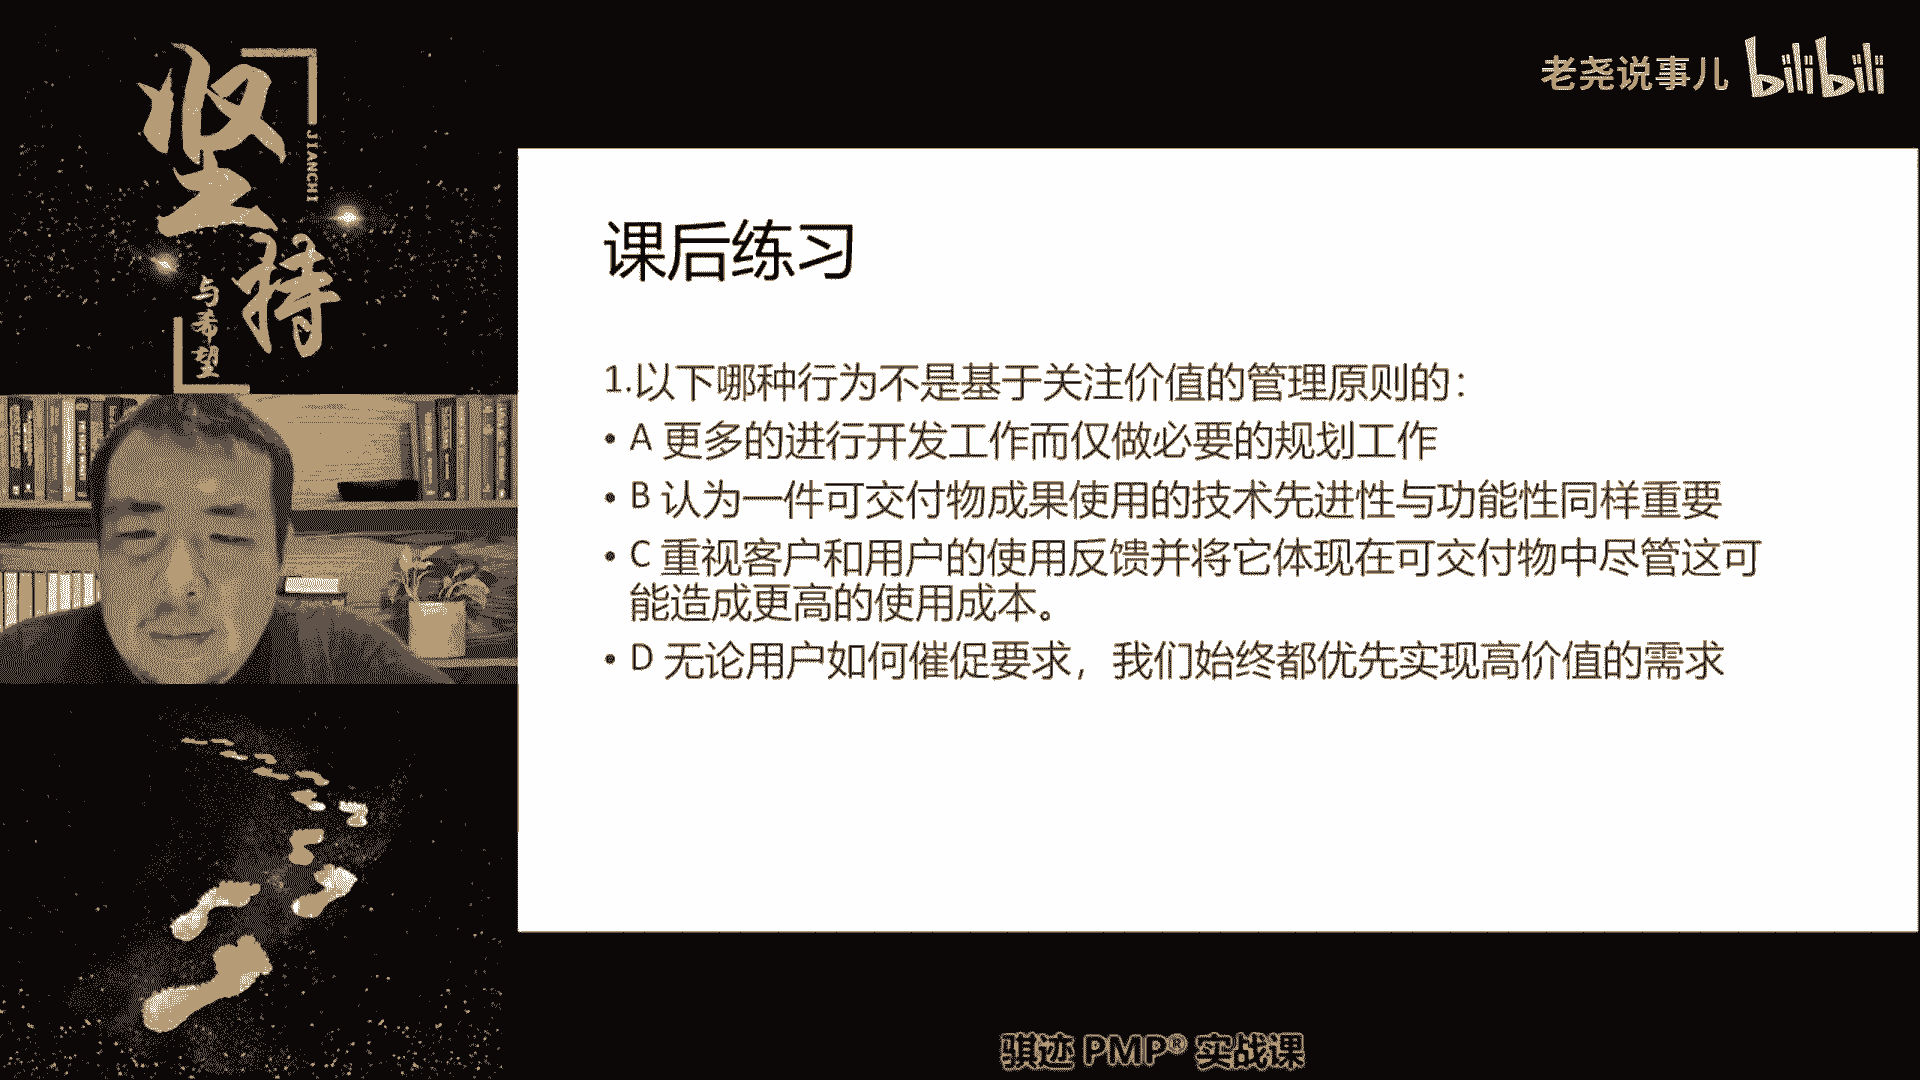 坚持
JIANCHI
与希望
老尧说事儿 bilibili
课后练习
1.以下哪种行为不是基于关注价值的管理原则的：
• A 更多的进行开发工作而仅做必要的规划工作
• B 认为一件可交付物成果使用的技术先进性与功能性同样重要
• C 重视客户和用户的使用反馈并将它体现在可交付物中尽管这可
能造成更高的使用成本。
• D 无论用户如何催促要求，我们始终都优先实现高价值的需求
骐迹 PMP® 实战课